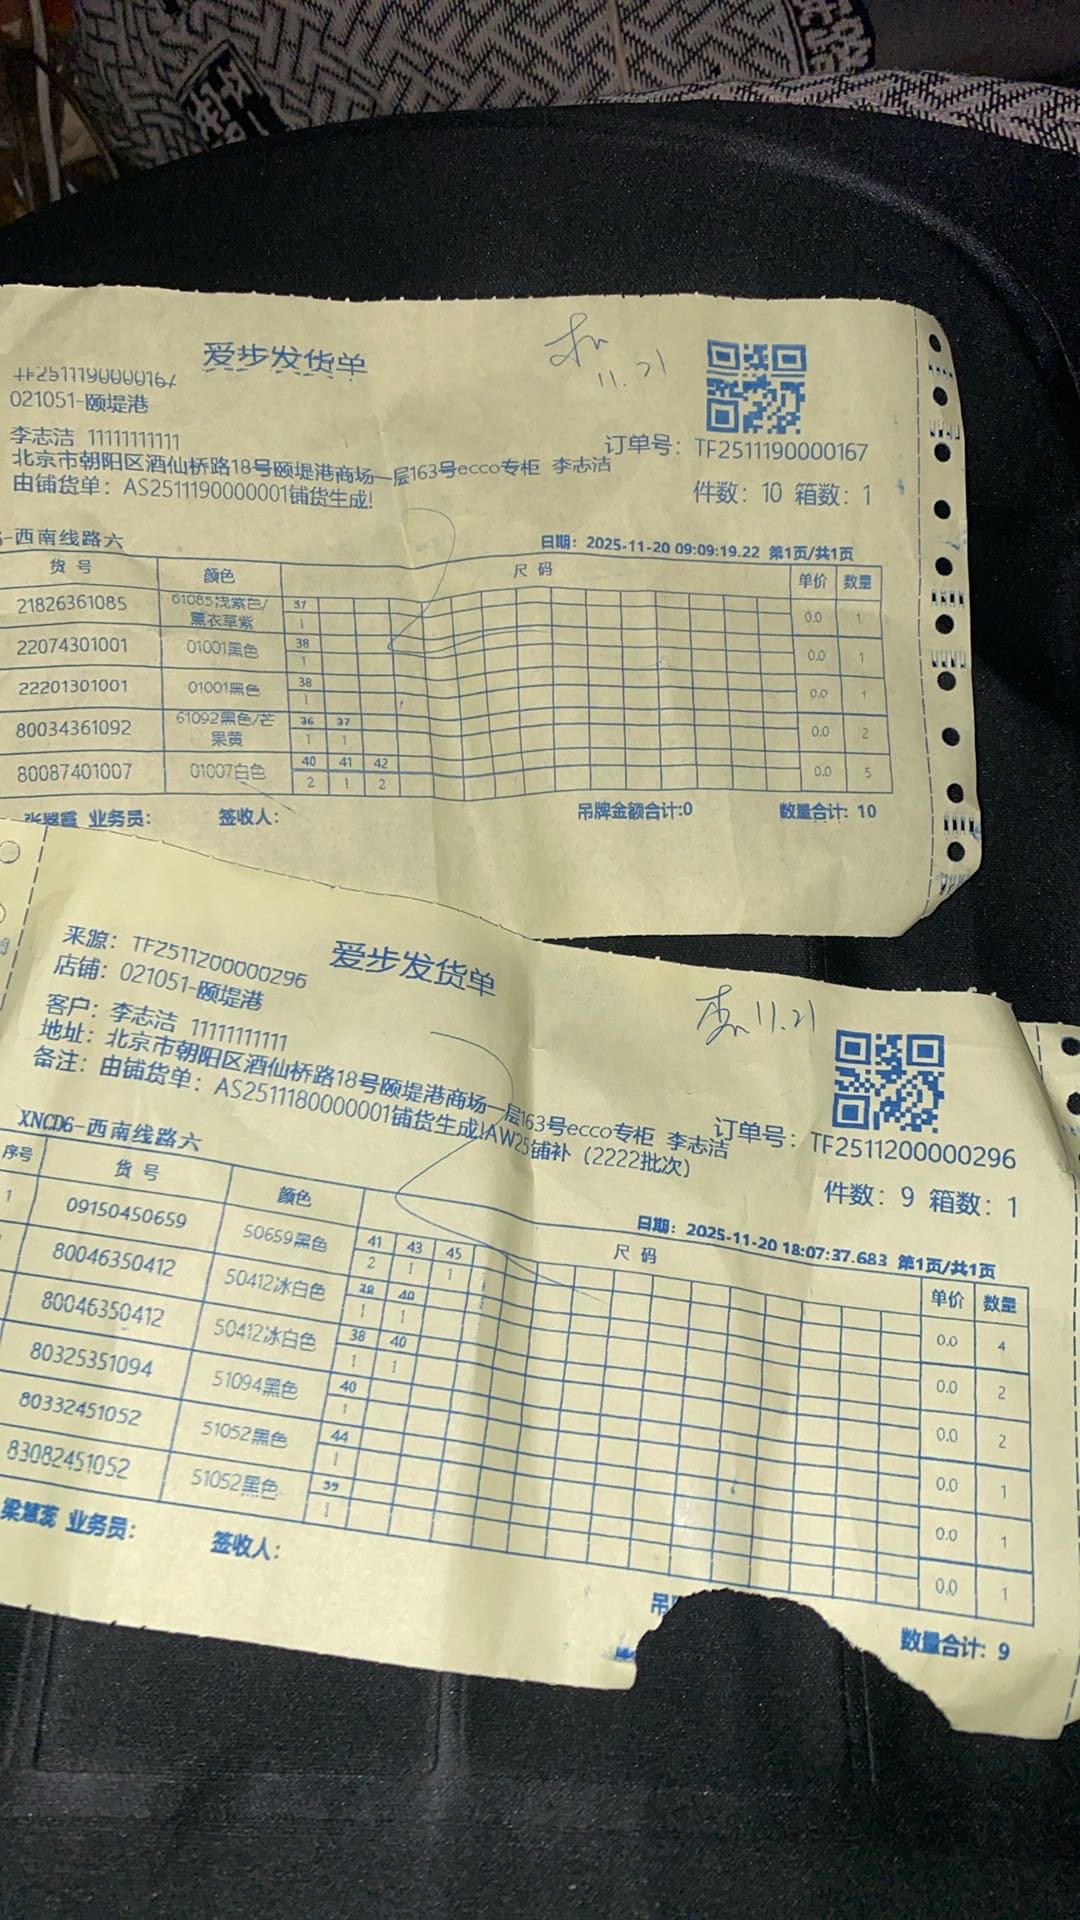 爱步发货单
11.21
TF2511190000167
021051-颐堤港
李志洁 11111111111
订单号: TF2511190000167
北京市朝阳区酒仙桥路18号颐堤港商场一层163号ecco专柜 李志洁
由铺货单: AS2511190000001铺货生成!
件数: 10 箱数: 1
6-西南线路六
日期: 2025-11-20 09:09:19.22 第1页/共1页
货 号 颜色 尺 码 单价 数量
21826361085 61085浅紫色/薰衣草紫 37 0.0 1
1
22074301001 01001黑色 38 0.0 1
1
22201301001 01001黑色 38 0.0 1
1
80034361092 61092黑色/芒果黄 36 37 0.0 2
1 1
80087401007 01007白色 40 41 42 0.0 5
2 1 2
业务员: 签收人: 吊牌金额合计:0 数量合计: 10
爱步发货单
11.21
来源: TF2511200000296
店铺: 021051-颐堤港
客户: 李志洁 11111111111
地址: 北京市朝阳区酒仙桥路18号颐堤港商场一层163号ecco专柜 李志洁
备注: 由铺货单: AS2511180000001铺货生成!AW25铺补（2222批次）
订单号: TF2511200000296
件数: 9 箱数: 1
XNCD6-西南线路六
日期: 2025-11-20 18:07:37.683 第1页/共1页
序号 货 号 颜色 尺 码 单价 数量
1 09150450659 50659黑色 41 43 45 0.0 4
2 1 1
80046350412 50412冰白色 38 40 0.0 2
1 1
80046350412 50412冰白色 38 40 0.0 2
1 1
80325351094 51094黑色 40 0.0 1
1
80332451052 51052黑色 44 0.0 1
1
83082451052 51052黑色 39 0.0 1
1
梁慧蕊 业务员: 签收人: 吊 数量合计: 9